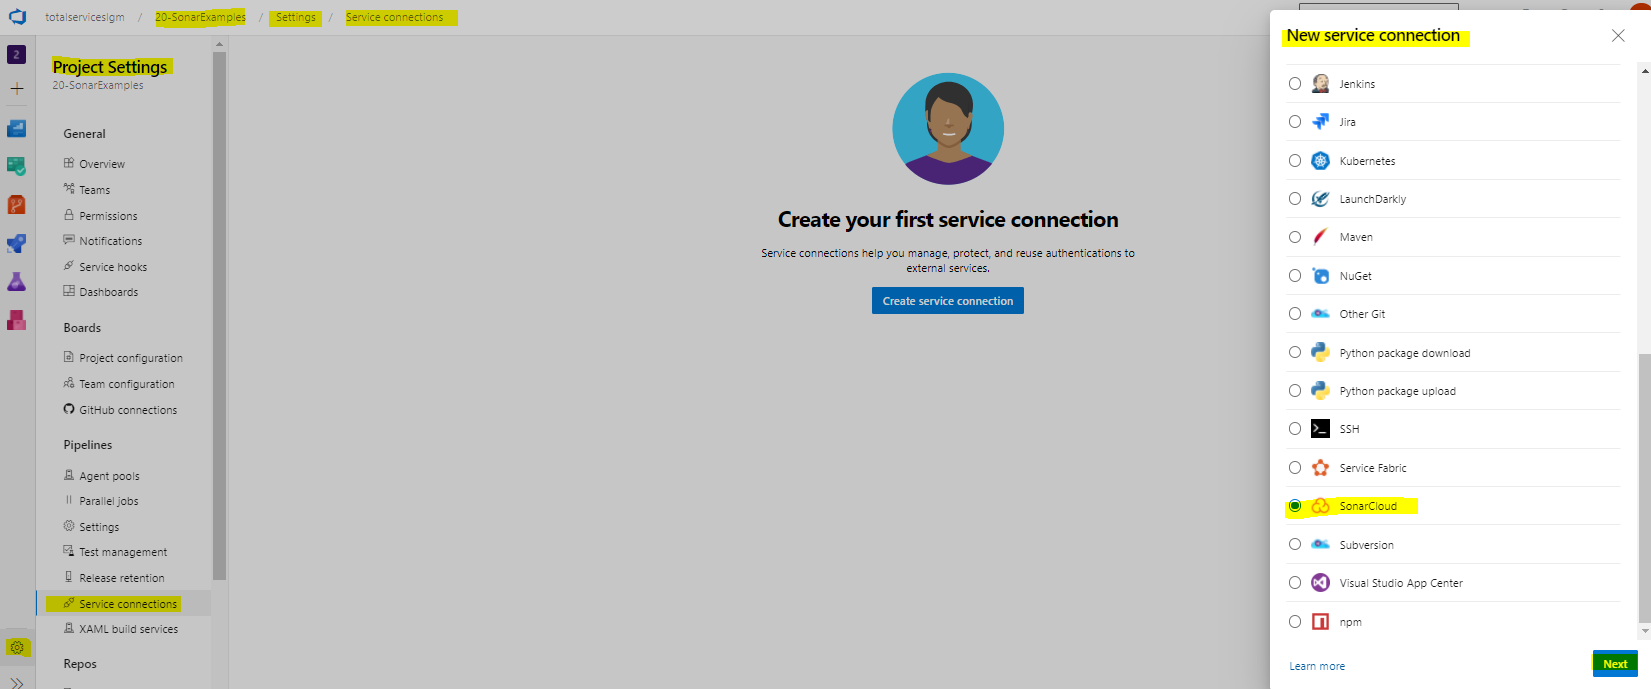 totalserviceslgm / 20-SonarExamples / Settings / Service connections
2
Project Settings
20-SonarExamples
General
Overview
Teams
Permissions
Notifications
Service hooks
Dashboards
Boards
Project configuration
Team configuration
GitHub connections
Pipelines
Agent pools
Parallel jobs
Settings
Test management
Release retention
Service connections
XAML build services
Repos
Create your first service connection
Service connections help you manage, protect, and reuse authentications to
external services.
Create service connection
New service connection
Jenkins
Jira
Kubernetes
LaunchDarkly
Maven
NuGet
Other Git
Python package download
Python package upload
SSH
Service Fabric
SonarCloud
Subversion
Visual Studio App Center
npm
Learn more
Next